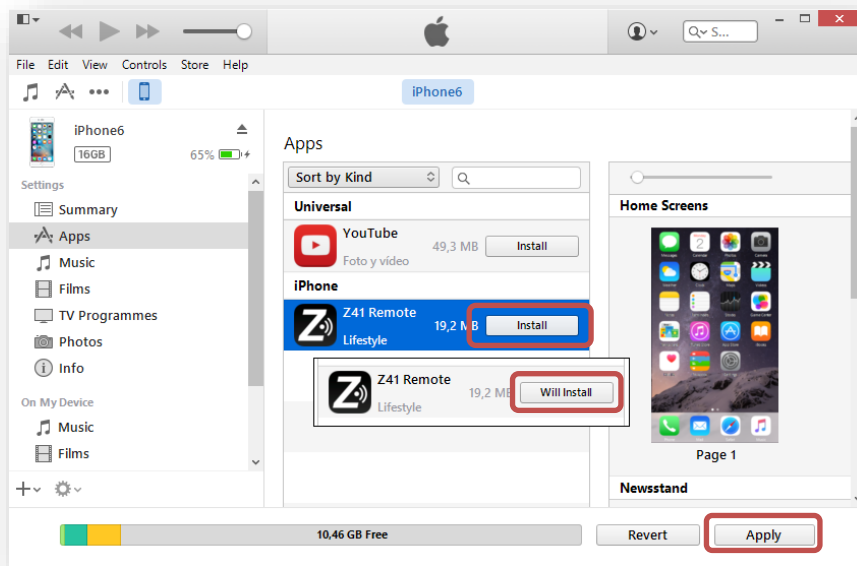 S...
File Edit View Controls Store Help
iPhone6
iPhone6
16GB
65%
Settings
Summary
Apps
Music
Films
TV Programmes
Photos
Info
On My Device
Music
Films
Apps
Sort by Kind
Universal
YouTube
Foto y vídeo
49,3 MB
Install
iPhone
Z41 Remote
Lifestyle
19,2 MB
Install
Z41 Remote
Lifestyle
19,2 MB
Will Install
Home Screens
Page 1
Newsstand
10,46 GB Free
Revert
Apply